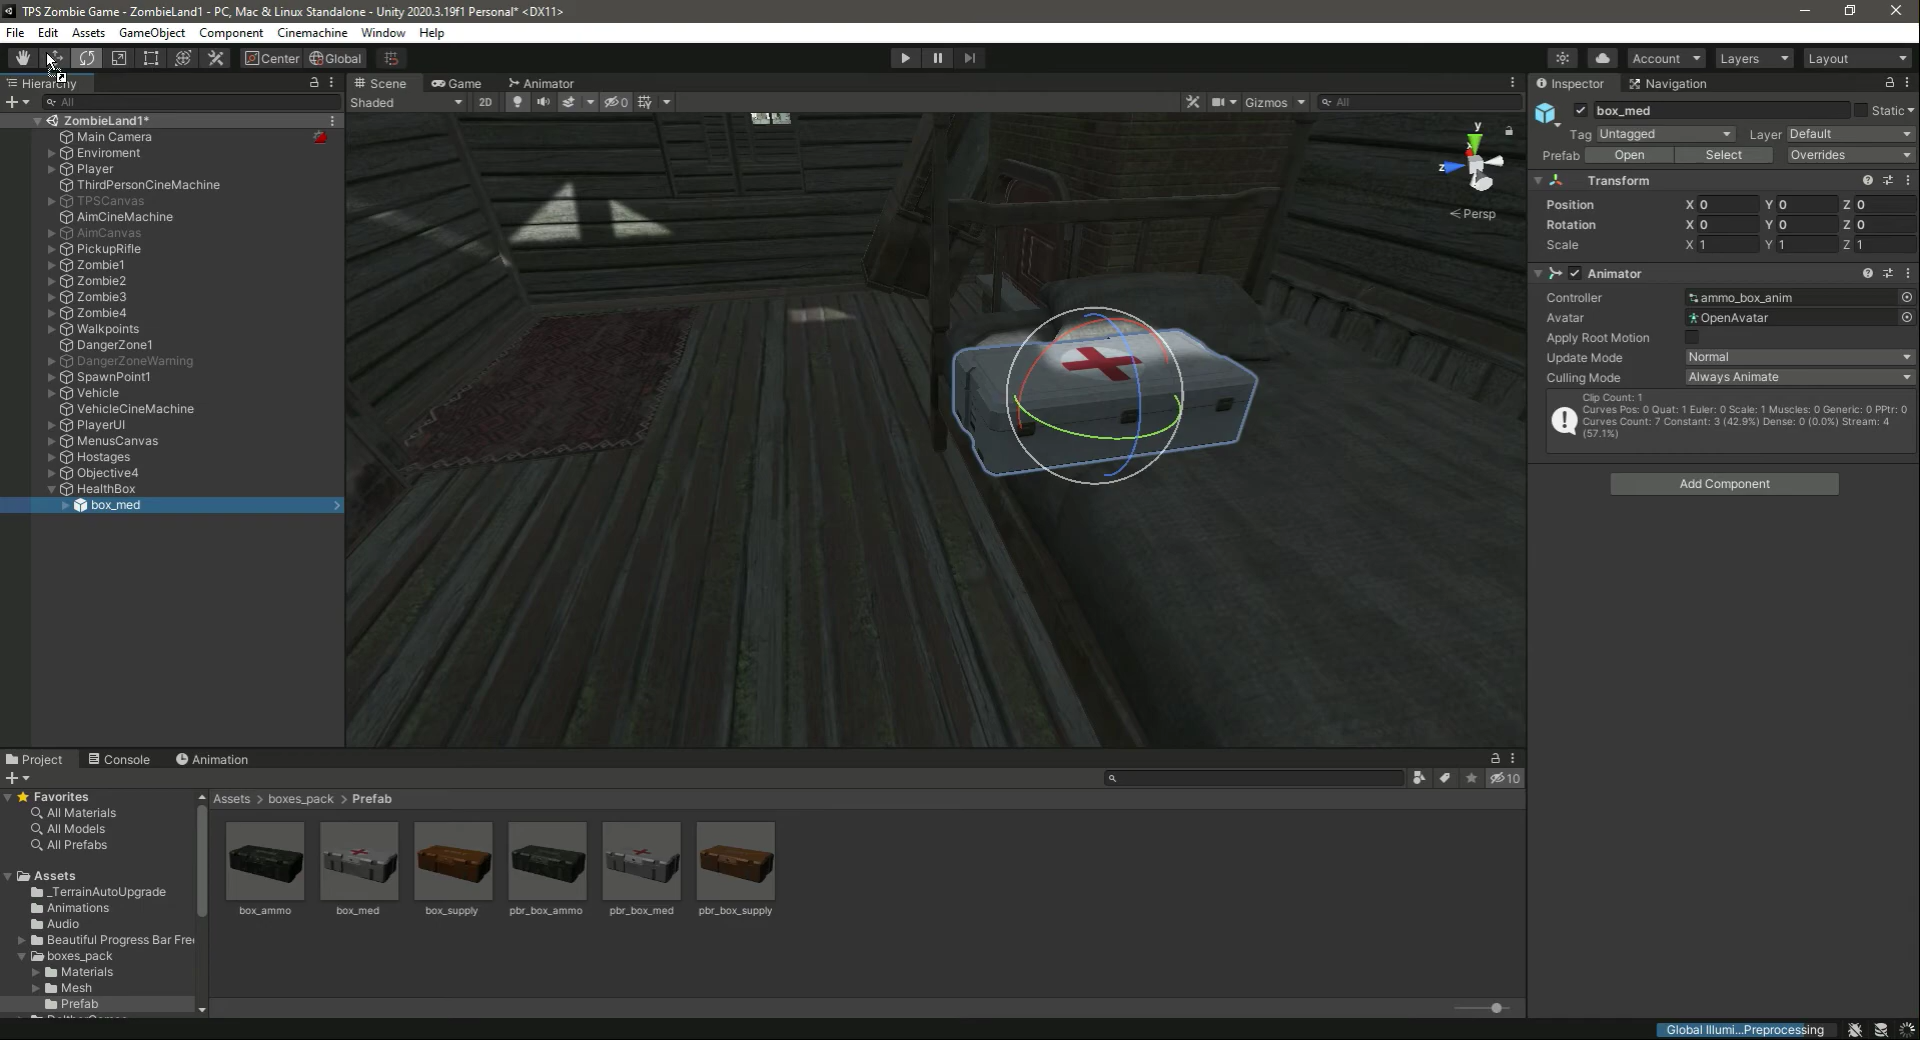 TPS Zombie Game - ZombieLand1 - PC, Mac & Linux Standalone - Unity 2020.3.19f1 Personal* <DX11>
File Edit Assets GameObject Component Cinemachine Window Help
Center Global Account Layers Layout
Hierarchy
All
ZombieLand1*
Main Camera
Enviroment
Player
ThirdPersonCineMachine
TPSCanvas
AimCineMachine
AimCanvas
PickupRifle
Zombie1
Zombie2
Zombie3
Zombie4
Walkpoints
DangerZone1
DangerZoneWarning
SpawnPoint1
Vehicle
VehicleCineMachine
PlayerUI
MenusCanvas
Hostages
Objective4
HealthBox
box_med
Scene Game Animator
Shaded 2D 0 Gizmos All
y
x
z
Persp
Inspector Navigation
box_med Static
Tag Untagged Layer Default
Prefab Open Select Overrides
Transform
Position X 0 Y 0 Z 0
Rotation X 0 Y 0 Z 0
Scale X 1 Y 1 Z 1
Animator
Controller ammo_box_anim
Avatar OpenAvatar
Apply Root Motion
Update Mode Normal
Culling Mode Always Animate
Clip Count: 1
Curves Pos: 0 Quat: 1 Euler: 0 Scale: 1 Muscles: 0 Generic: 0 PPtr: 0
Curves Count: 7 Constant: 3 (42.9%) Dense: 0 (0.0%) Stream: 4
(57.1%)
Add Component
Project Console Animation
10
Favorites
All Materials
All Models
All Prefabs
Assets
_TerrainAutoUpgrade
Animations
Audio
Beautiful Progress Bar Free
boxes_pack
Materials
Mesh
Prefab
Assets > boxes_pack > Prefab
box_ammo box_med box_supply pbr_box_ammo pbr_box_med pbr_box_supply
Global Illumi...Preprocessing